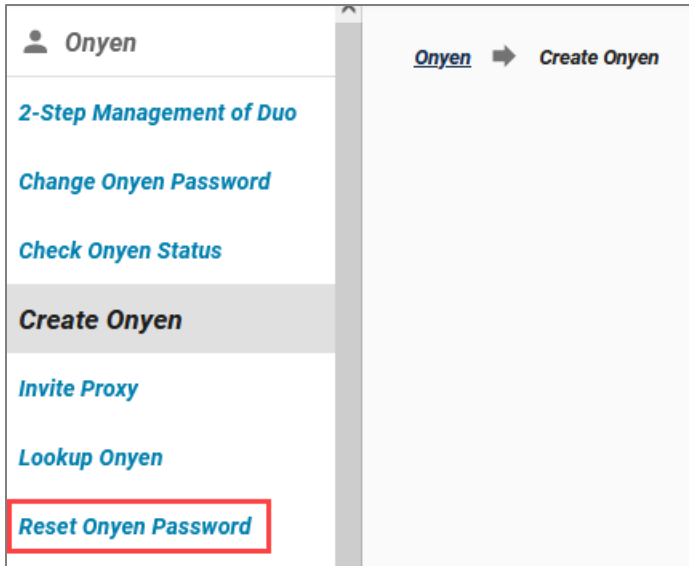 Onyen
2-Step Management of Duo
Change Onyen Password
Check Onyen Status
Create Onyen
Invite Proxy
Lookup Onyen
Reset Onyen Password
Onyen Create Onyen